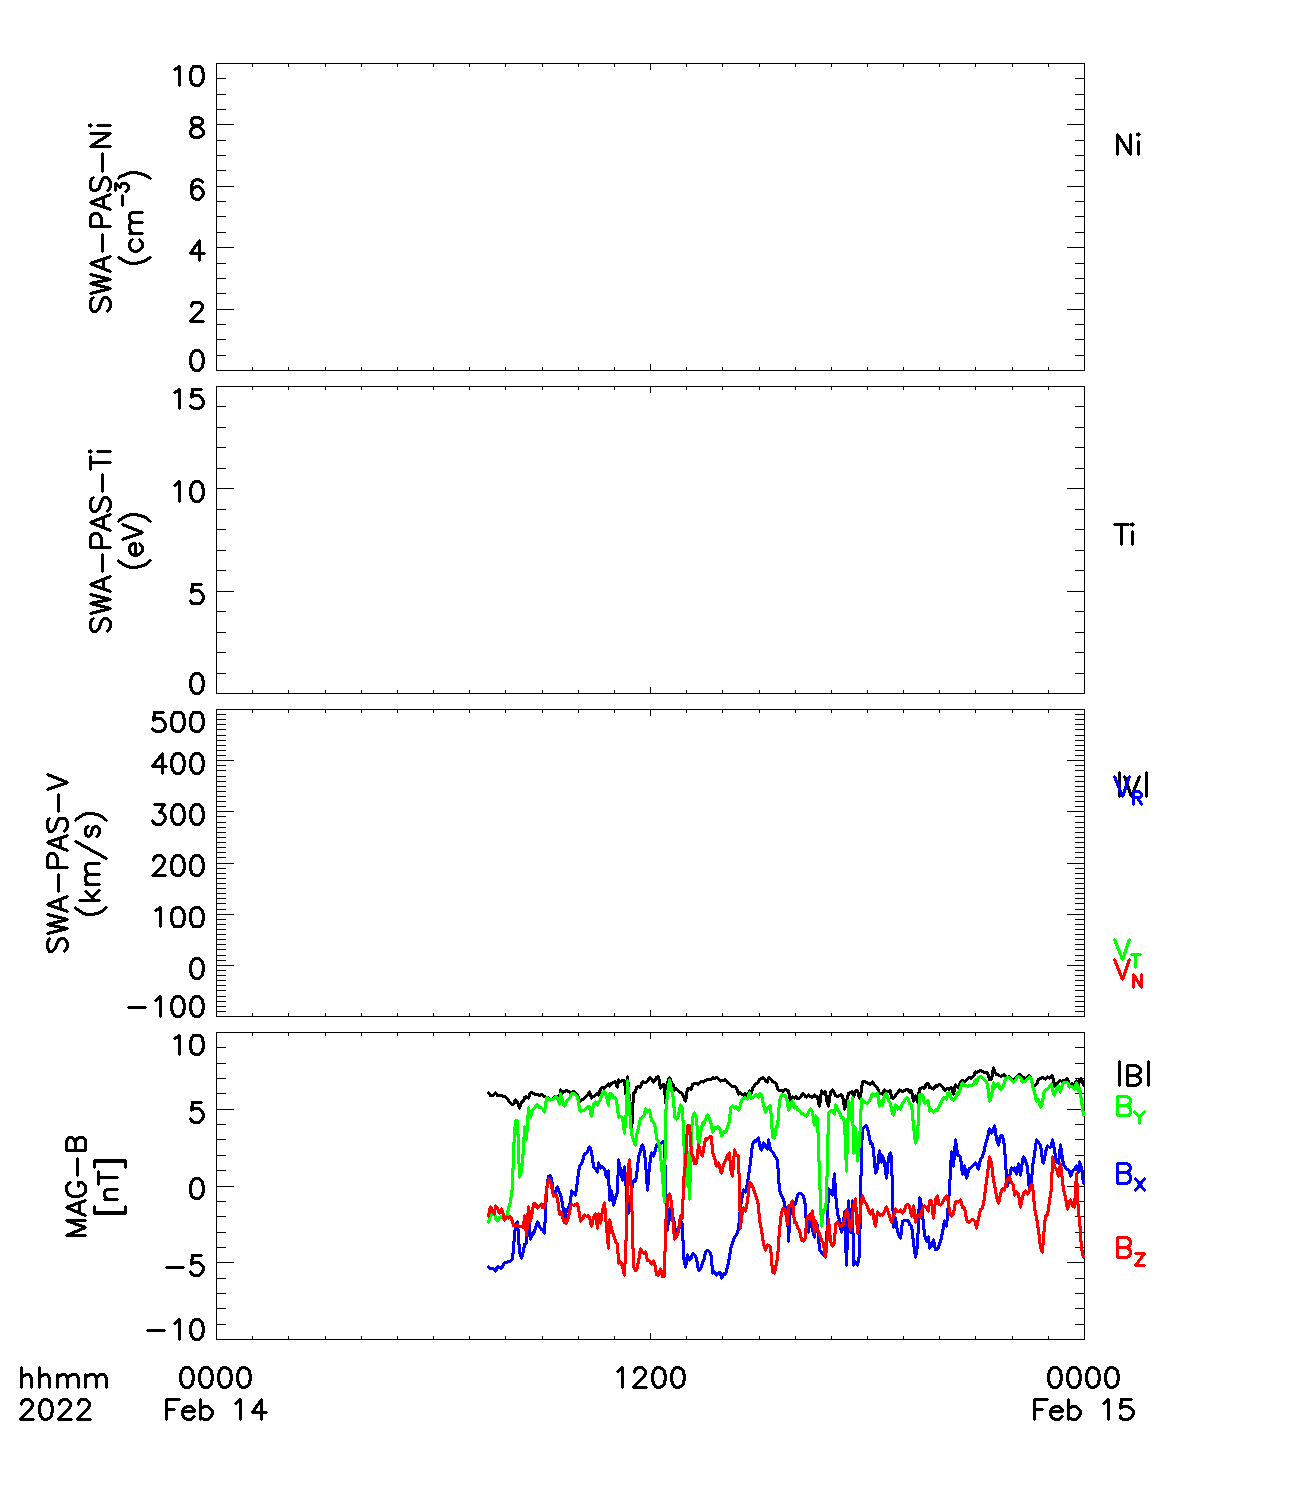 SWA-PAS-Ni
(cm-3)
10
8
6
4
2
0
Ni
SWA-PAS-Ti
(eV)
15
10
5
0
Ti
SWA-PAS-V
(km/s)
500
400
300
200
100
0
-100
|V|
VR
VT
VN
MAG-B
[nT]
10
5
0
-5
-10
|B|
BY
BX
BZ
hhmm 0000 1200 0000
2022 Feb 14 Feb 15